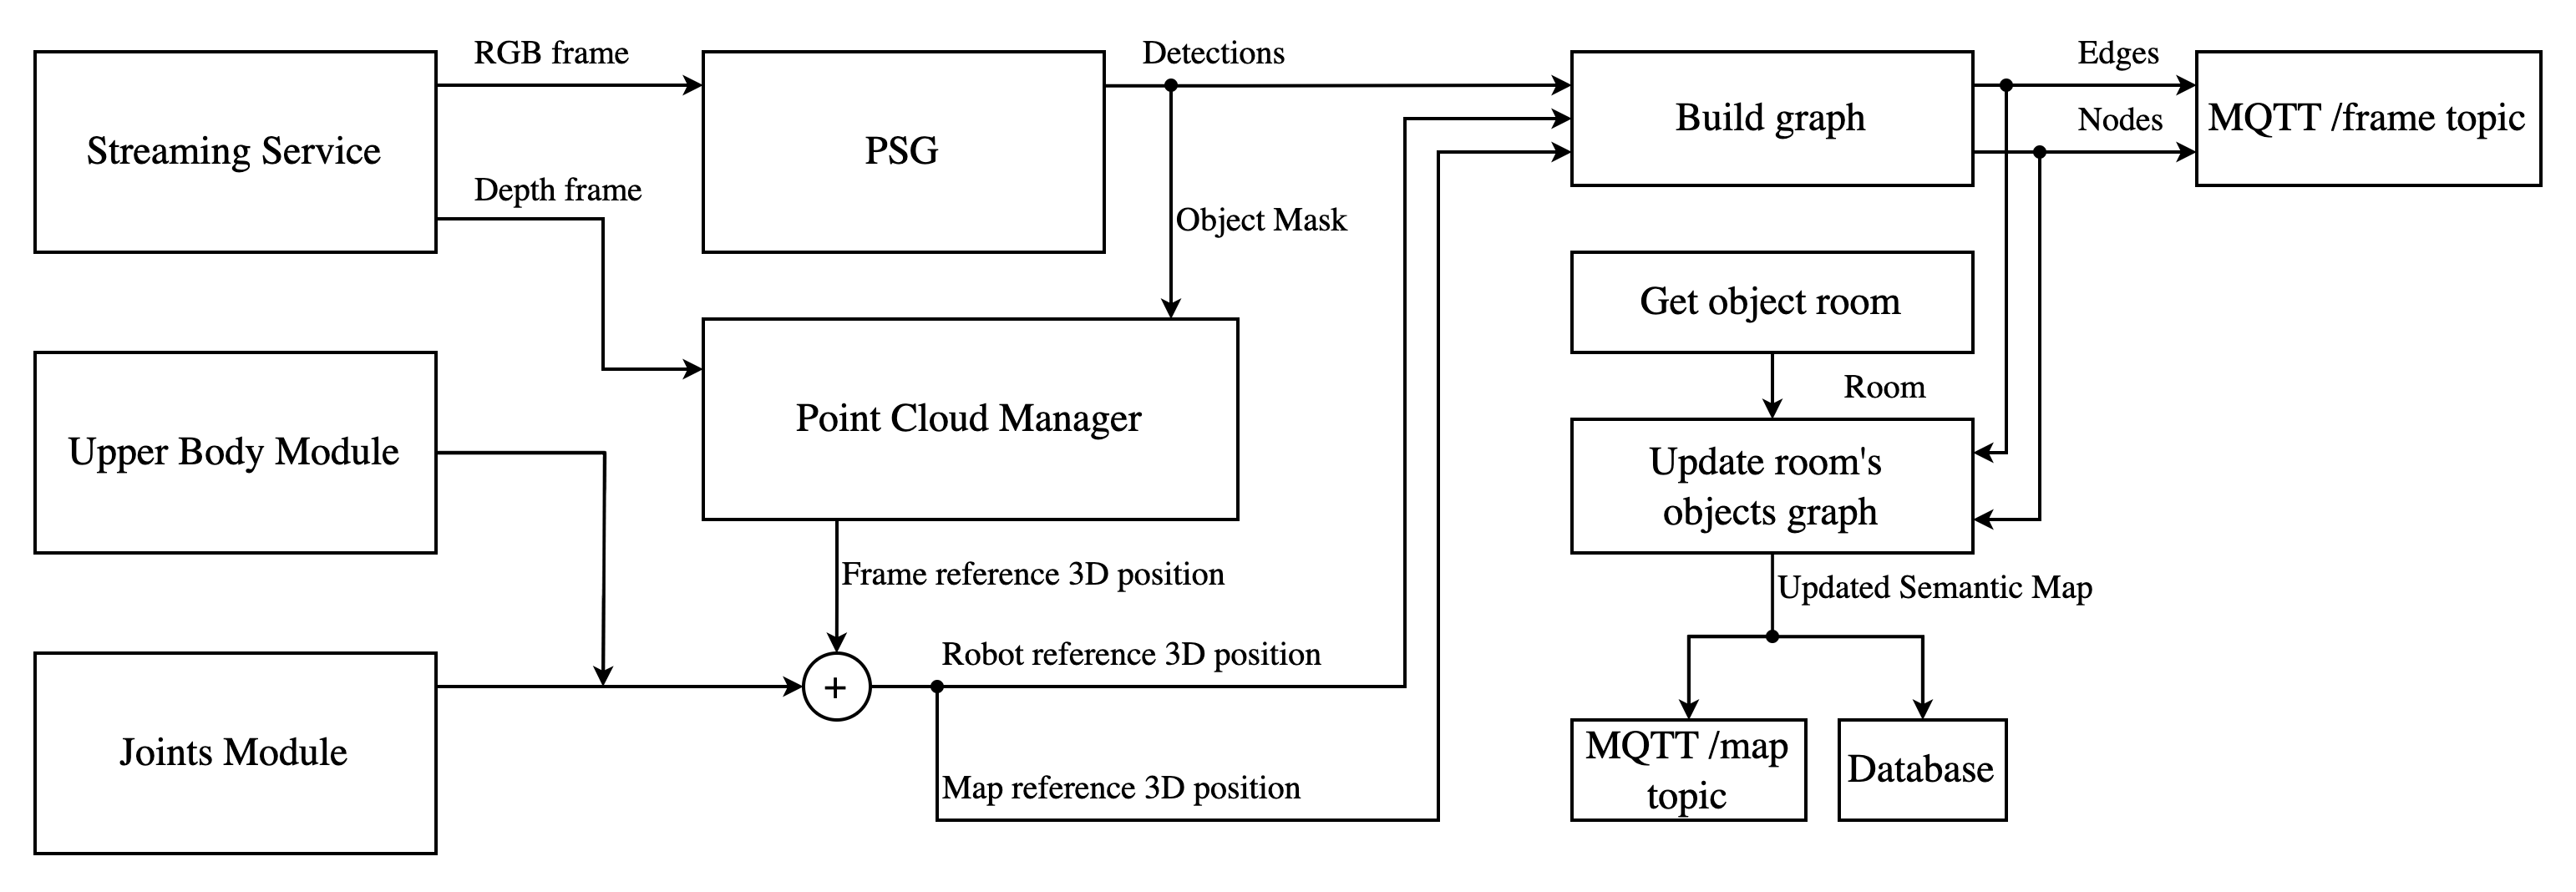 RGB frame
Streaming Service
Depth frame
PSG
Detections
Object Mask
Build graph
Edges
Nodes
MQTT /frame topic
Get object room
Room
Upper Body Module
Point Cloud Manager
Update room's
objects graph
Frame reference 3D position
Updated Semantic Map
Joints Module
+
Robot reference 3D position
Map reference 3D position
MQTT /map
topic
Database